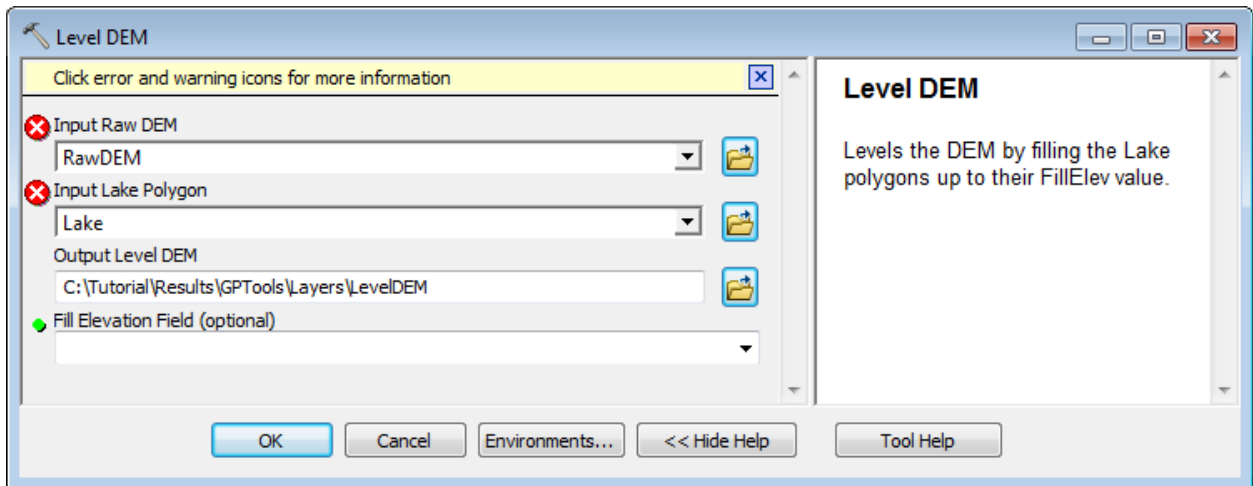 Level DEM
Click error and warning icons for more information
Input Raw DEM
RawDEM
Input Lake Polygon
Lake
Output Level DEM
C:\Tutorial\Results\GPTools\Layers\LevelDEM
Fill Elevation Field (optional)
Level DEM
Levels the DEM by filling the Lake
polygons up to their FillElev value.
OK
Cancel
Environments...
<< Hide Help
Tool Help